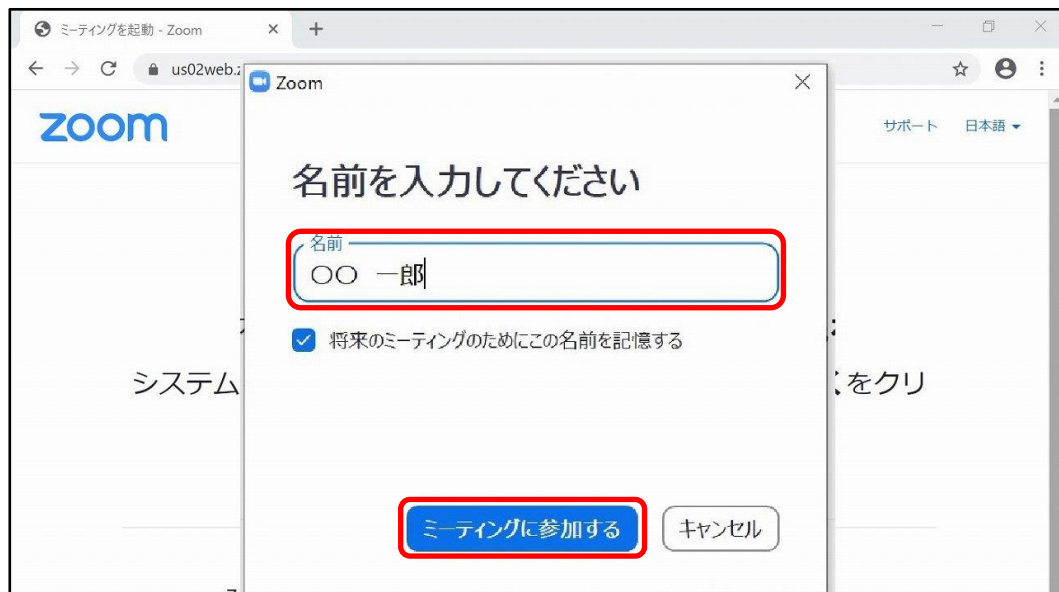 ミーティングを起動 - Zoom
us02web.z
Zoom
zoom
サポート 日本語
名前を入力してください
名前
〇〇 一郎
将来のミーティングのためにこの名前を記憶する
システム
をクリ
ミーティングに参加する キャンセル